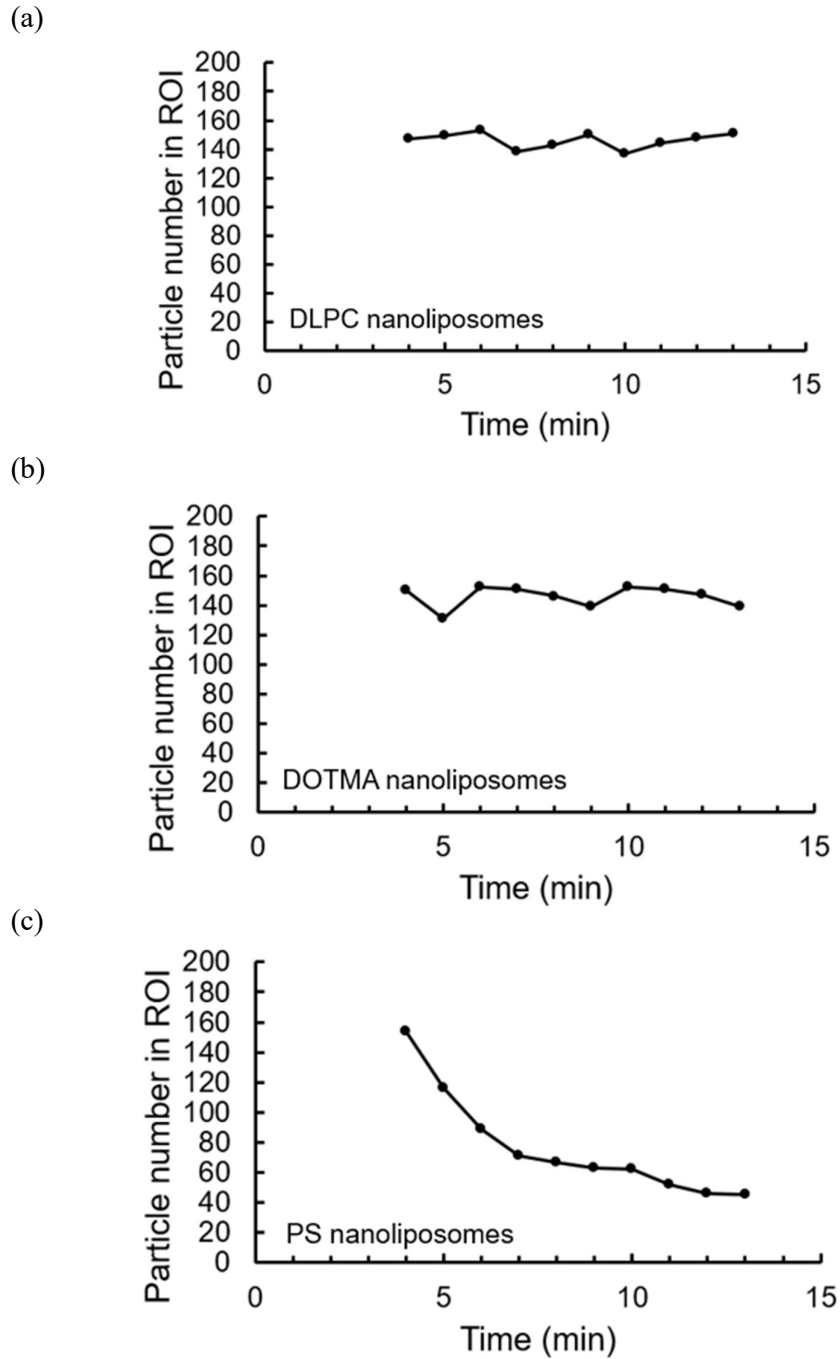 (a)
Particle number in ROI
200
180
160
140
120
100
80
60
40
20
0
DLPC nanoliposomes
0 5 10 15
Time (min)
(b)
Particle number in ROI
200
180
160
140
120
100
80
60
40
20
0
DOTMA nanoliposomes
0 5 10 15
Time (min)
(c)
Particle number in ROI
200
180
160
140
120
100
80
60
40
20
0
PS nanoliposomes
0 5 10 15
Time (min)